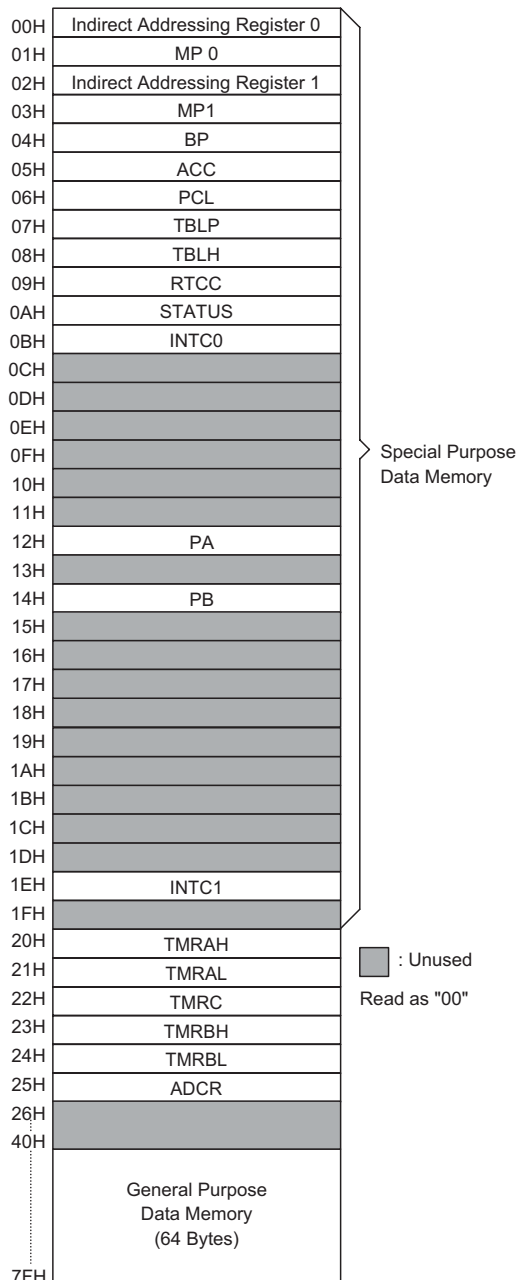 00H Indirect Addressing Register 0
01H MP 0
02H Indirect Addressing Register 1
03H MP1
04H BP
05H ACC
06H PCL
07H TBLP
08H TBLH
09H RTCC
0AH STATUS
0BH INTC0
0CH
0DH
0EH
0FH
10H
11H
12H PA
13H
14H PB
15H
16H
17H
18H
19H
1AH
1BH
1CH
1DH
1EH INTC1
1FH
Special Purpose
Data Memory
20H TMRAH
21H TMRAL
22H TMRC
23H TMRBH
24H TMRBL
25H ADCR
26H
40H
: Unused
Read as "00"
General Purpose
Data Memory
(64 Bytes)
7FH